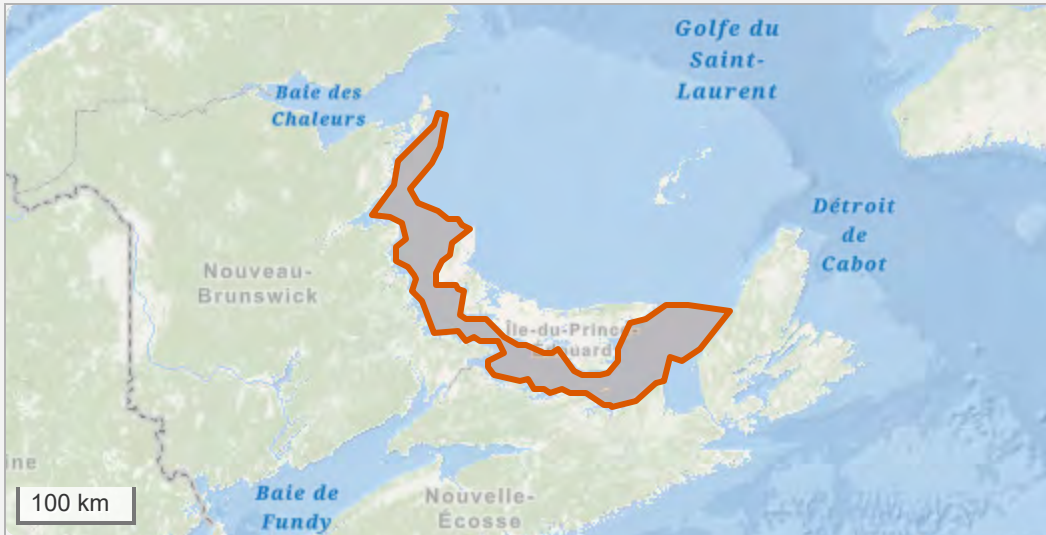 Golfe du
Saint-
Laurent
Baie des
Chaleurs
Détroit
de
Cabot
Nouveau-
Brunswick
Île-du-Prince-
Édouard
ine
100 km
Baie de
Fundy
Nouvelle-
Écosse